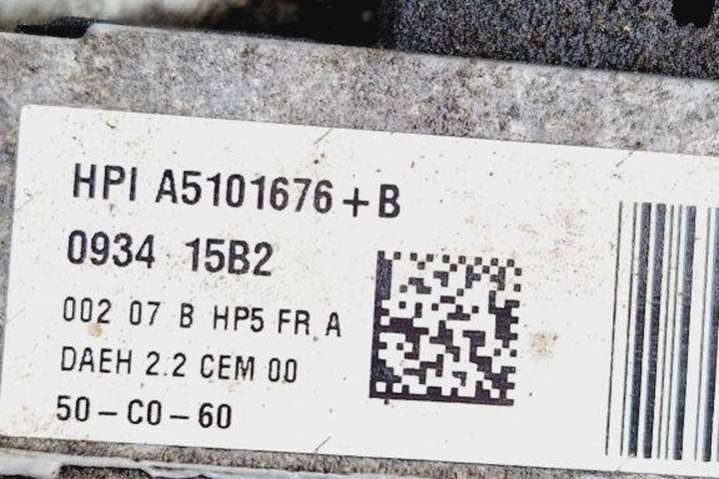 HPI A5101676+B
0934 15B2
002 07 B HP5 FR A
DAEH 2.2 CEM 00
50-C0-60